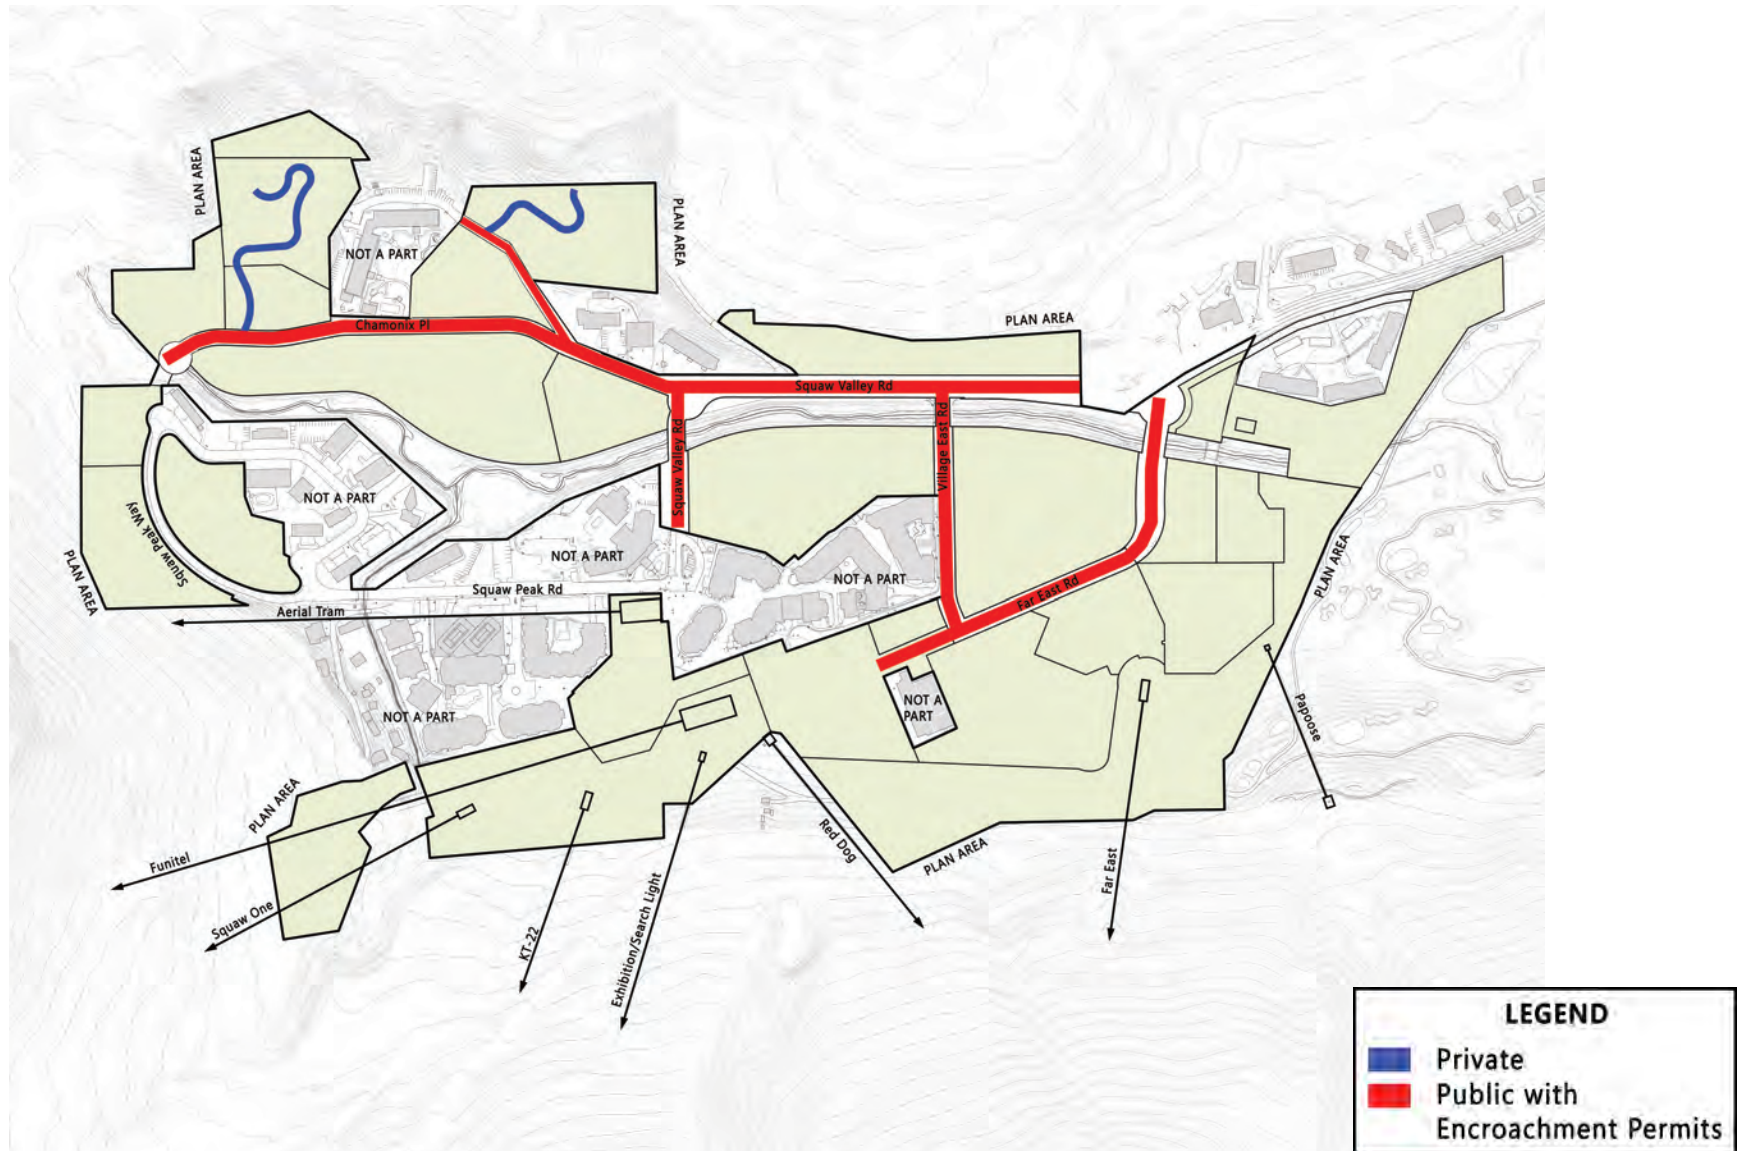 PLAN AREA
PLAN AREA
NOT A PART
PLAN AREA
Chamonix Pl
Squaw Valley Rd
Squaw Valley Rd
Village East Rd
NOT A PART
Squaw Peak Way
PLAN AREA
NOT A PART
NOT A PART
PLAN AREA
Squaw Peak Rd
Far East Rd
Aerial Tram
NOT A PART
NOT A
PART
Papoose
PLAN AREA
Funitel
Red Dog
PLAN AREA
Far East
Squaw One
KT-22
Exhibition/Search Light
LEGEND
Private
Public with
Encroachment Permits